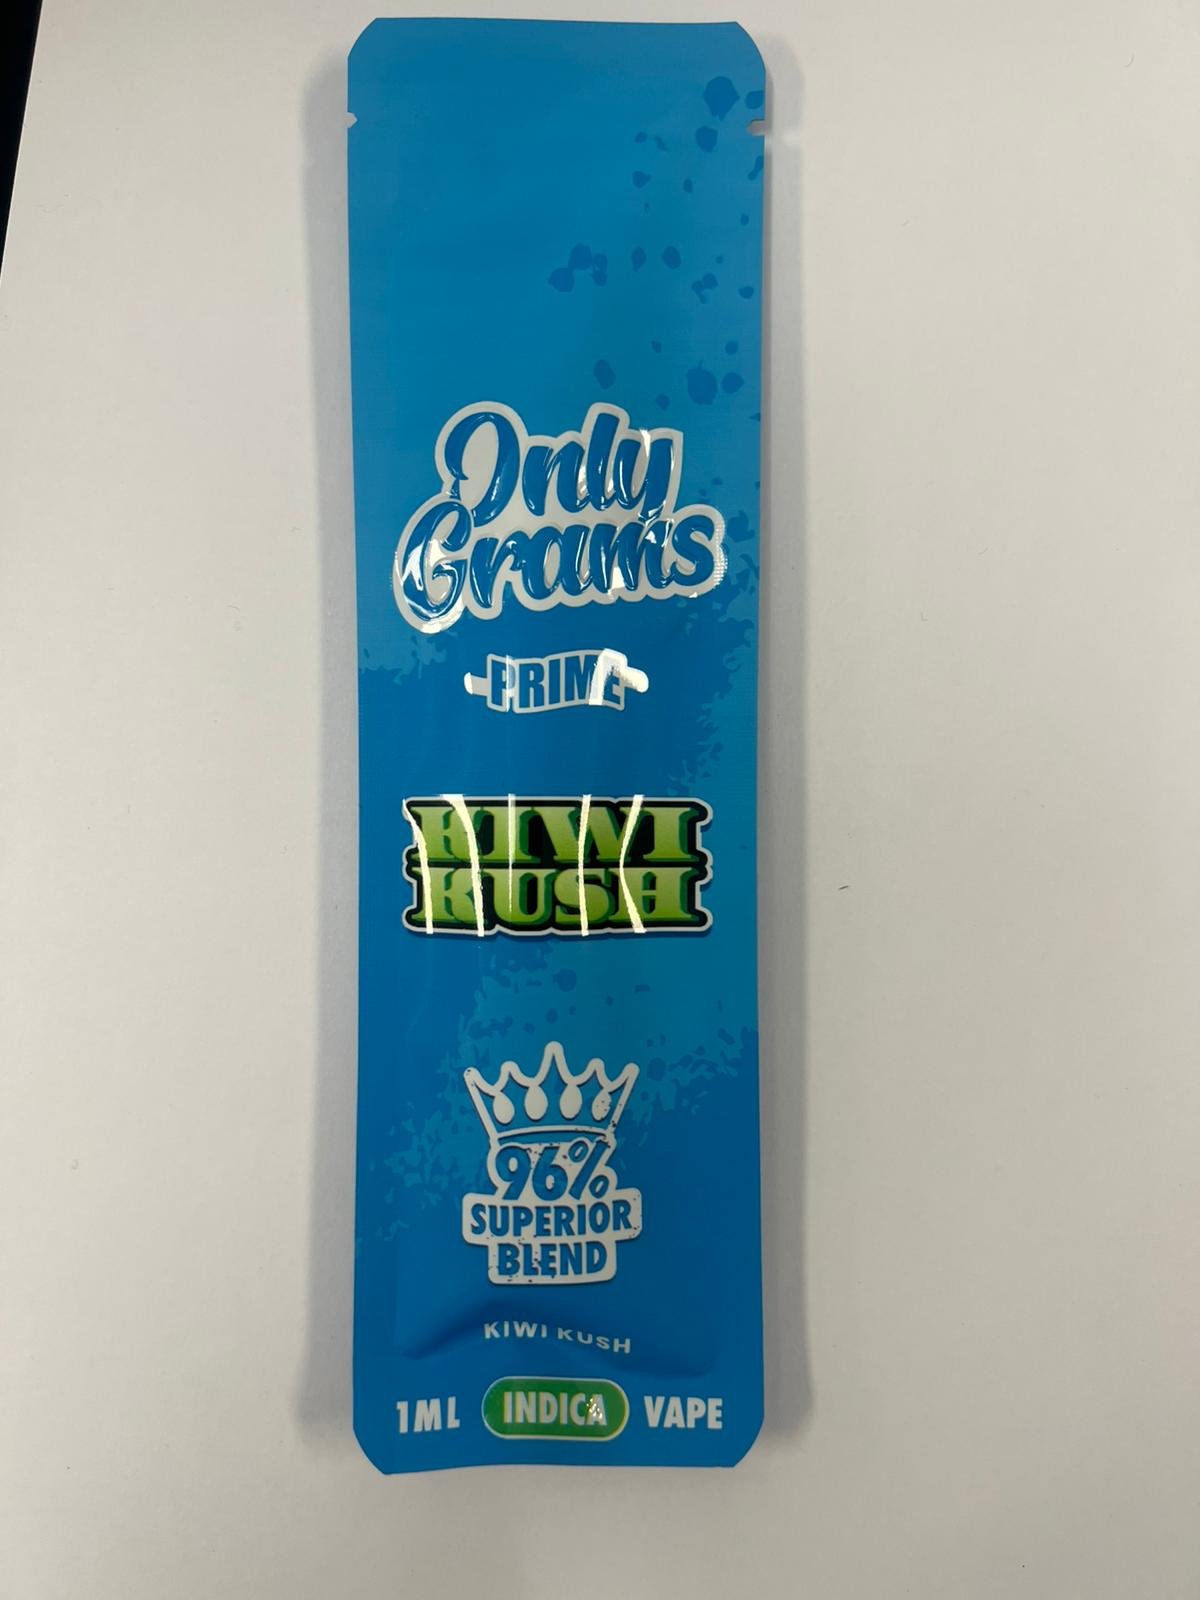 Only
Grams
PRIME
KIWI
KUSH
96%
SUPERIOR
BLEND
KIWI KUSH
1ML INDICA VAPE